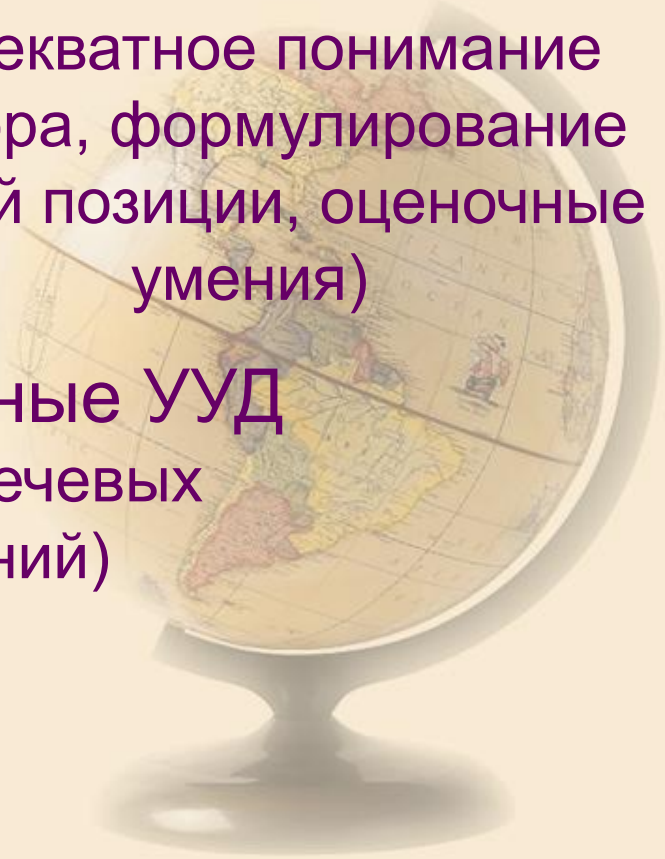 екватное понимание
ра, формулирование
й позиции, оценочные
умения)
ные УУД
ечевых
ний)